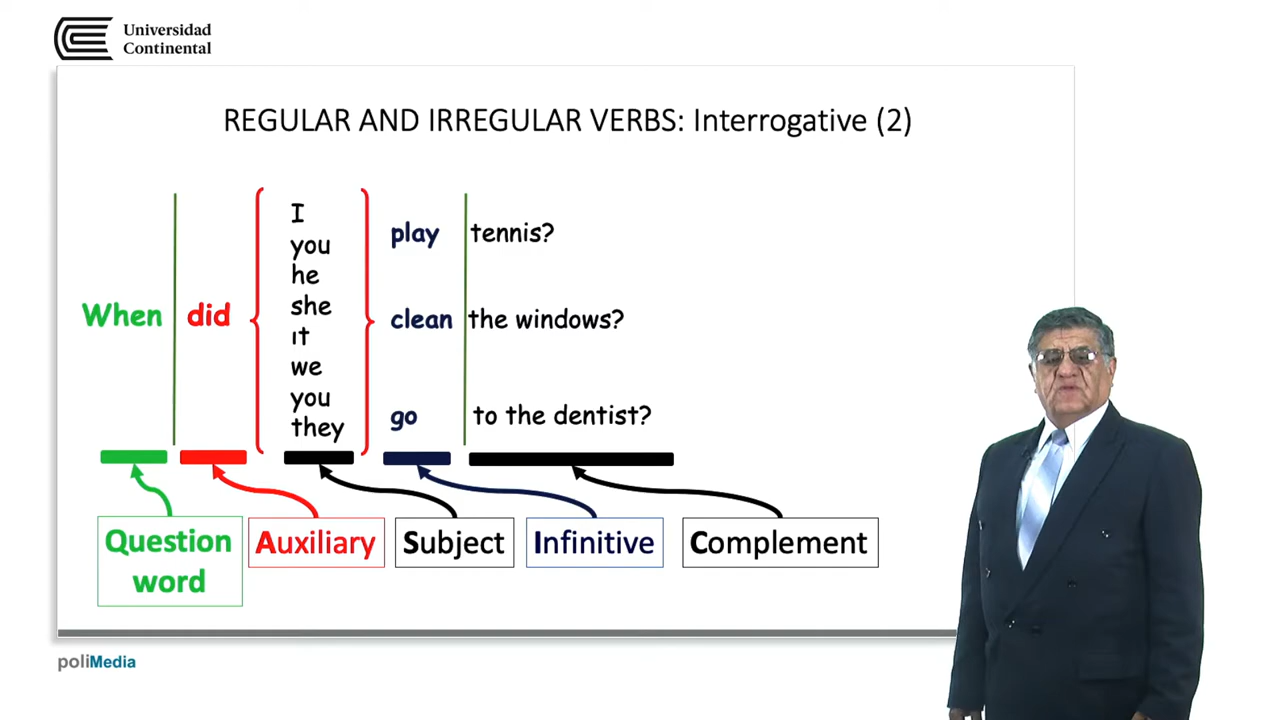 Universidad
Continental
REGULAR AND IRREGULAR VERBS: Interrogative (2)
I
you
he
she
it
we
you
they
When
did
play tennis?
clean the windows?
go to the dentist?
Question
word
Auxiliary
Subject
Infinitive
Complement
poliMedia